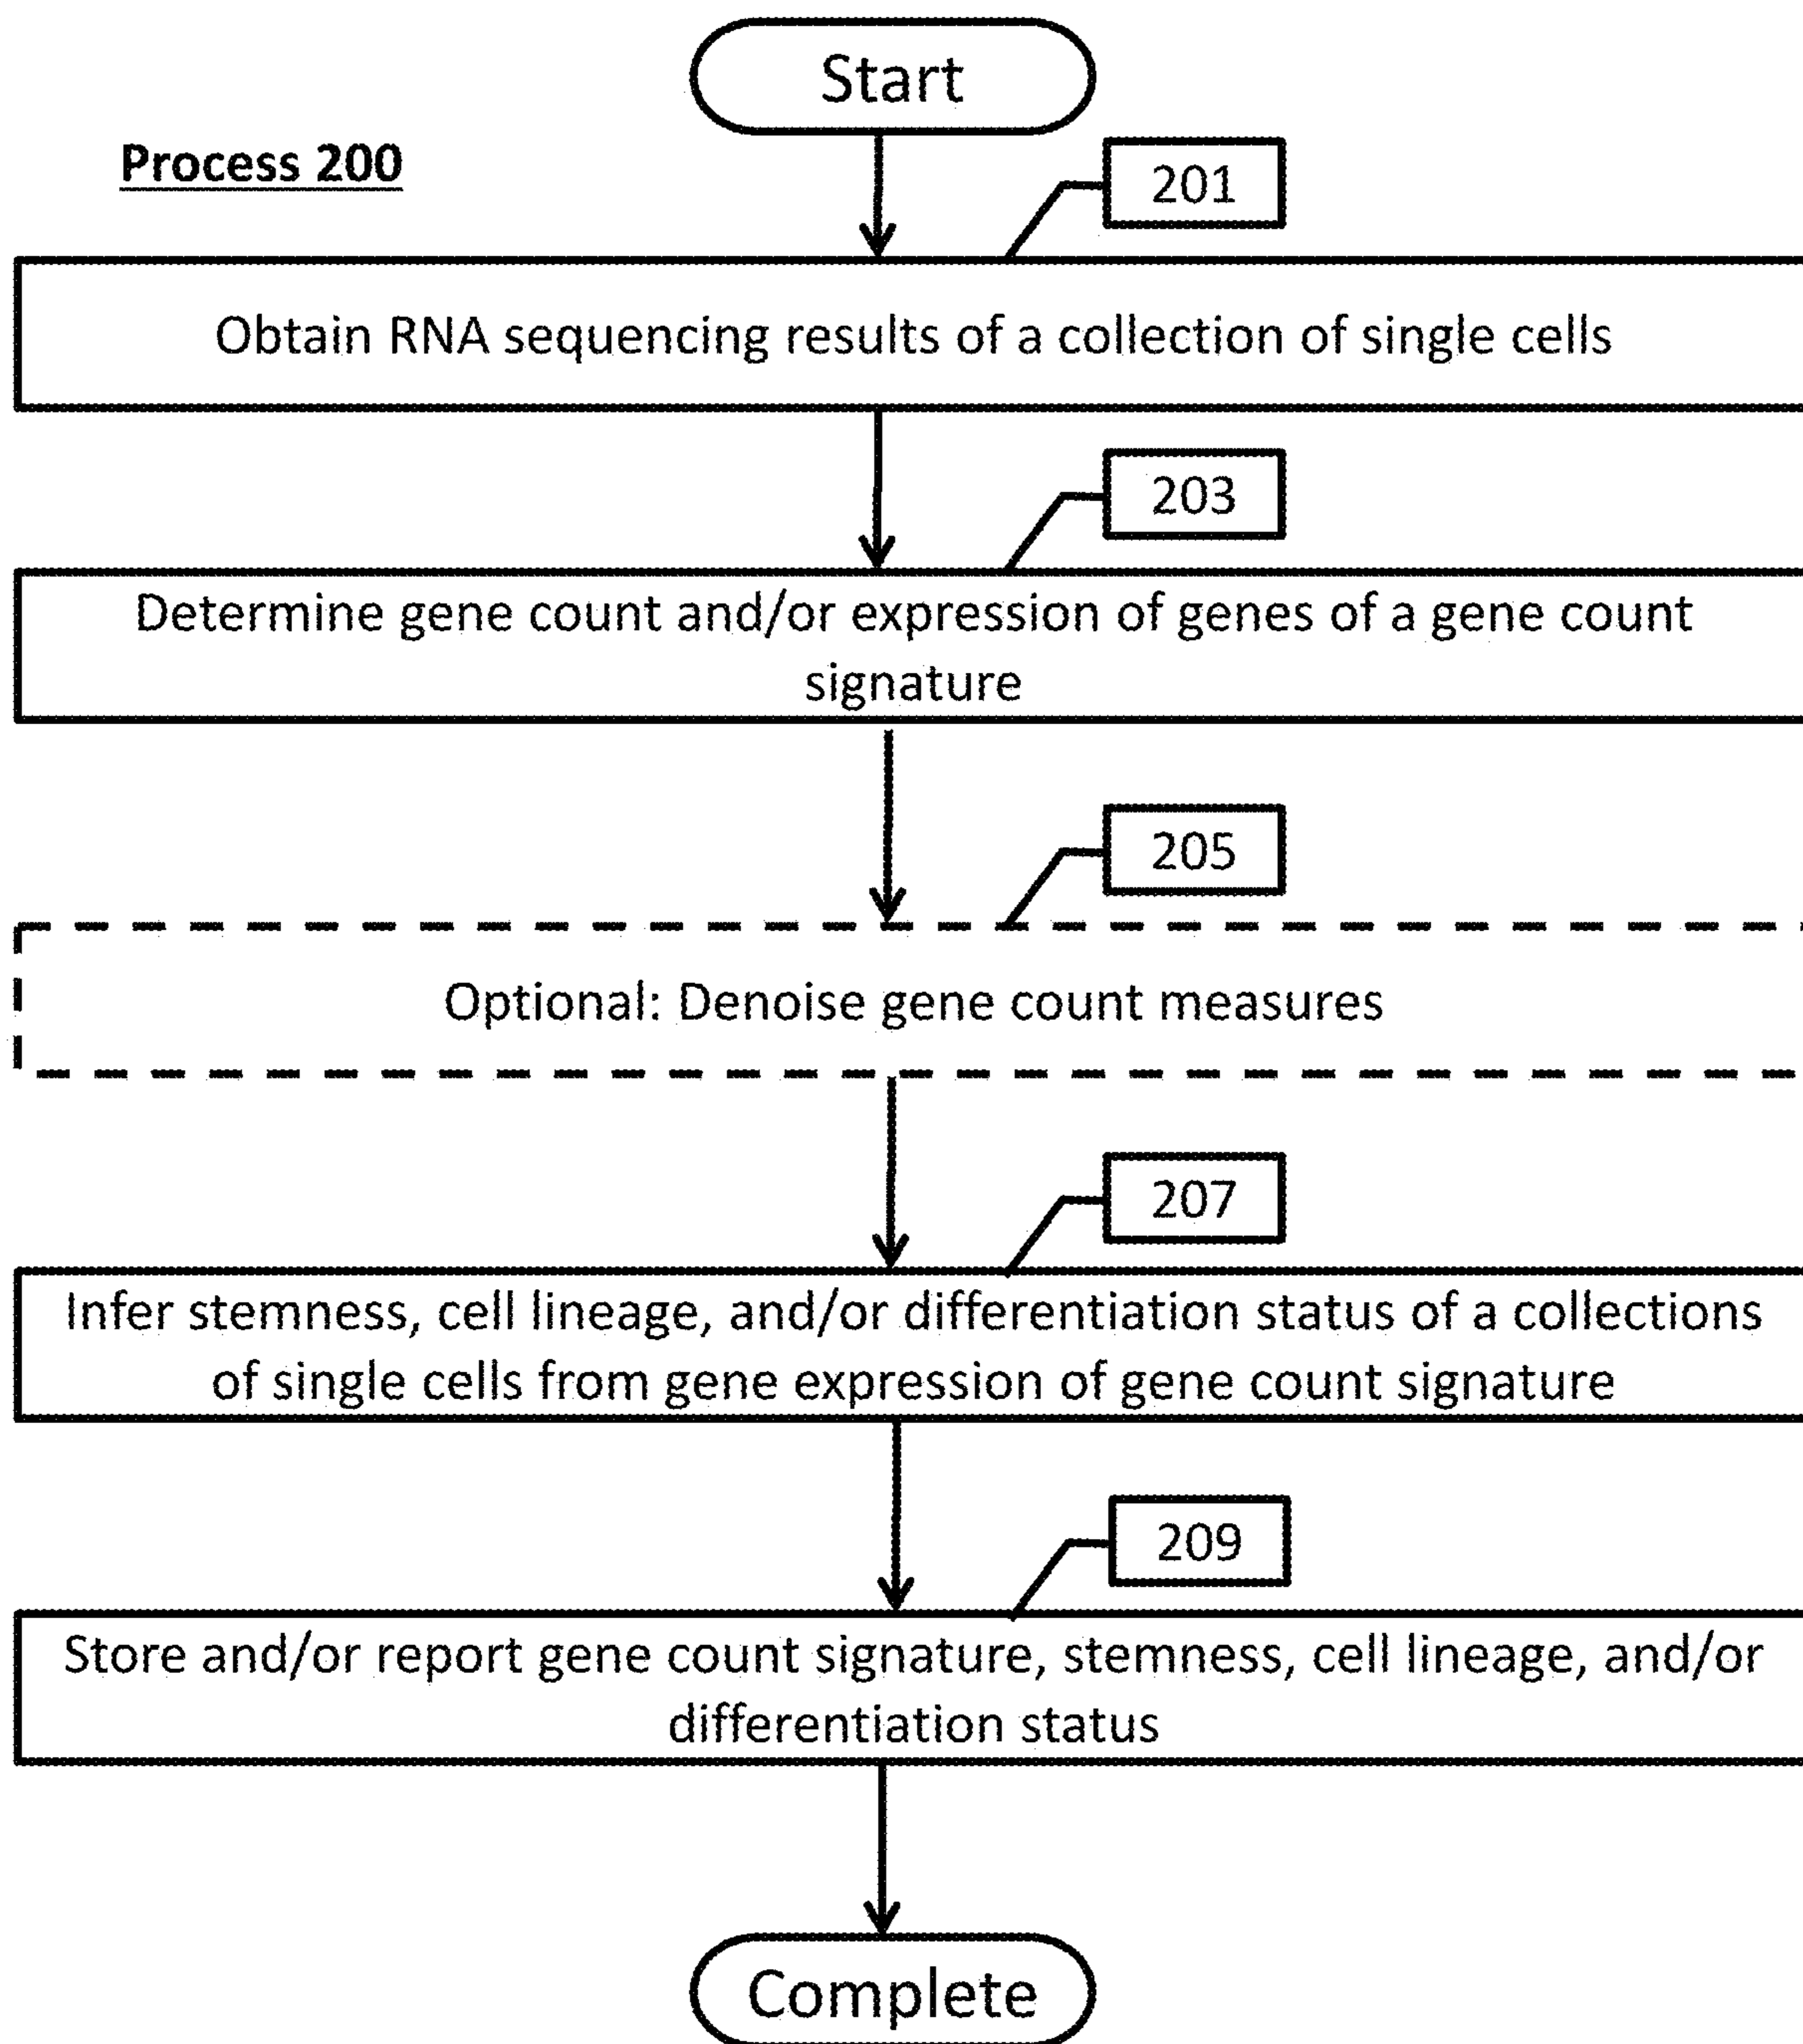 Start
Process 200
201
Obtain RNA sequencing results of a collection of single cells
203
Determine gene count and/or expression of genes of a gene count
signature
205
Optional: Denoise gene count measures
207
Infer stemness, cell lineage, and/or differentiation status of a collections
of single cells from gene expression of gene count signature
209
Store and/or report gene count signature, stemness, cell lineage, and/or
differentiation status
Complete